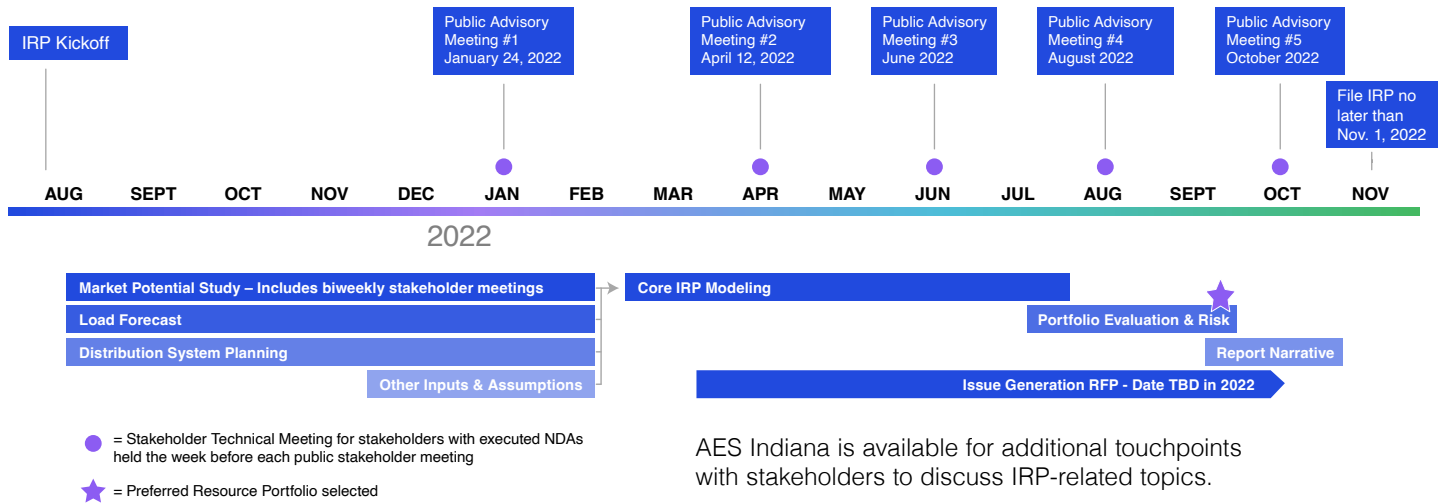 IRP Kickoff
Public Advisory
Meeting #1
January 24, 2022
Public Advisory
Meeting #2
April 12, 2022
Public Advisory
Meeting #3
June 2022
Public Advisory
Meeting #4
August 2022
Public Advisory
Meeting #5
October 2022
File IRP no
later than
Nov. 1, 2022
AUG SEPT OCT NOV DEC JAN FEB MAR APR MAY JUN JUL AUG SEPT OCT NOV
2022
Market Potential Study – Includes biweekly stakeholder meetings
Load Forecast
Distribution System Planning
Other Inputs & Assumptions
Core IRP Modeling
Portfolio Evaluation & Risk
Report Narrative
Issue Generation RFP - Date TBD in 2022
= Stakeholder Technical Meeting for stakeholders with executed NDAs
held the week before each public stakeholder meeting
= Preferred Resource Portfolio selected
AES Indiana is available for additional touchpoints
with stakeholders to discuss IRP-related topics.